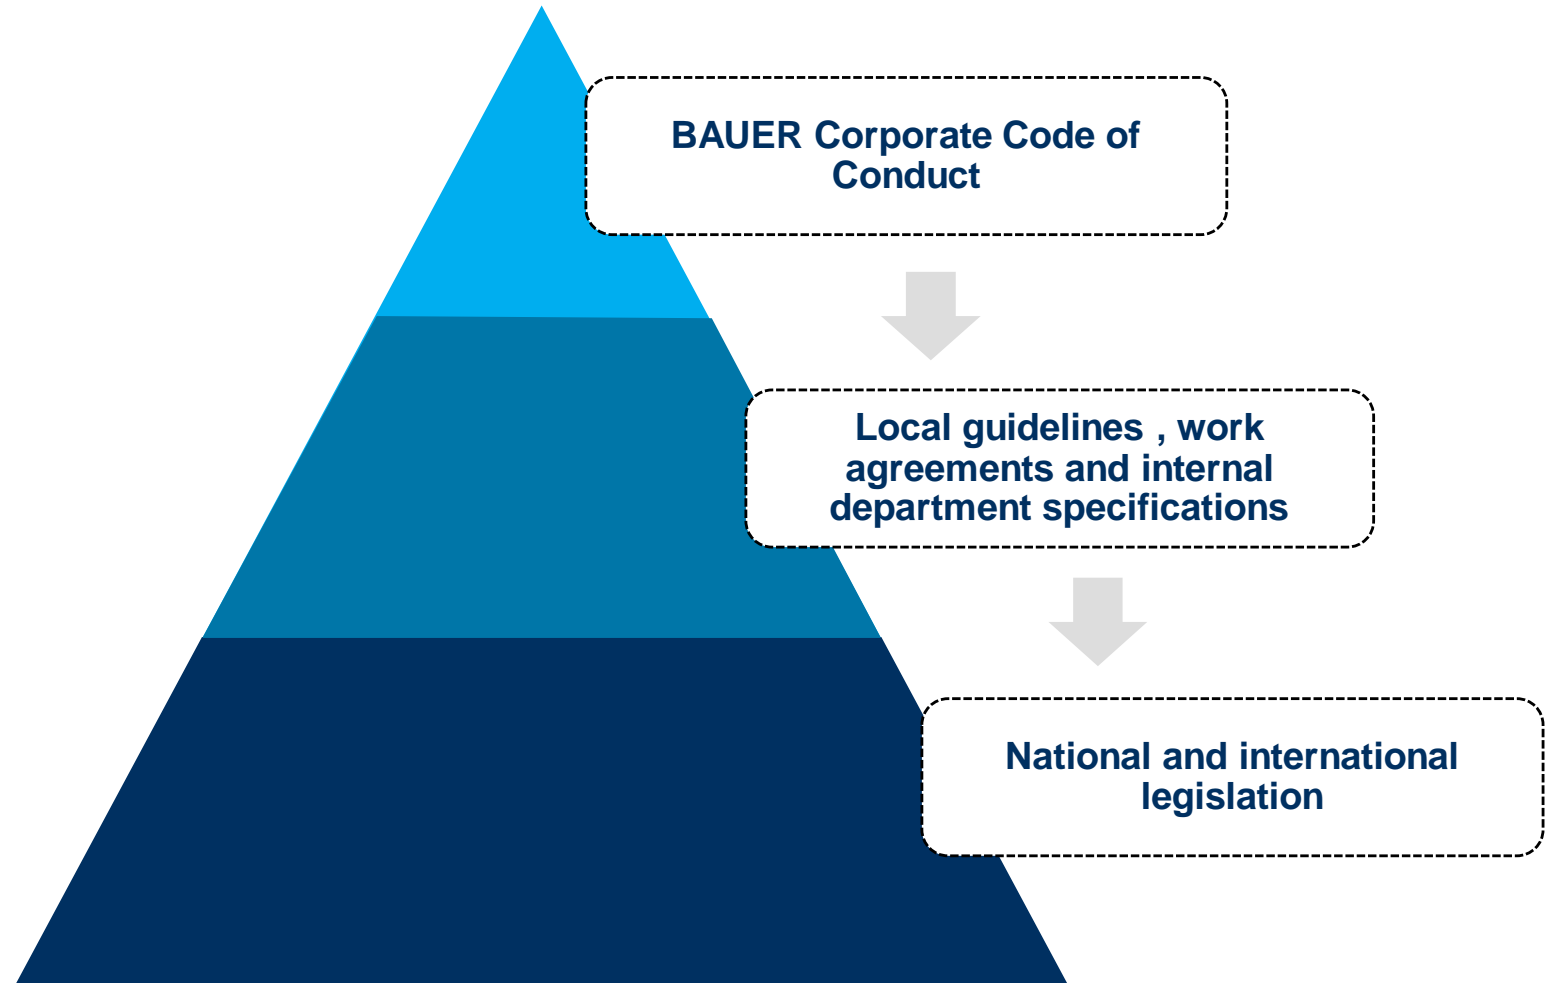 BAUER Corporate Code of
Conduct
Local guidelines , work
agreements and internal
department specifications
National and international
legislation